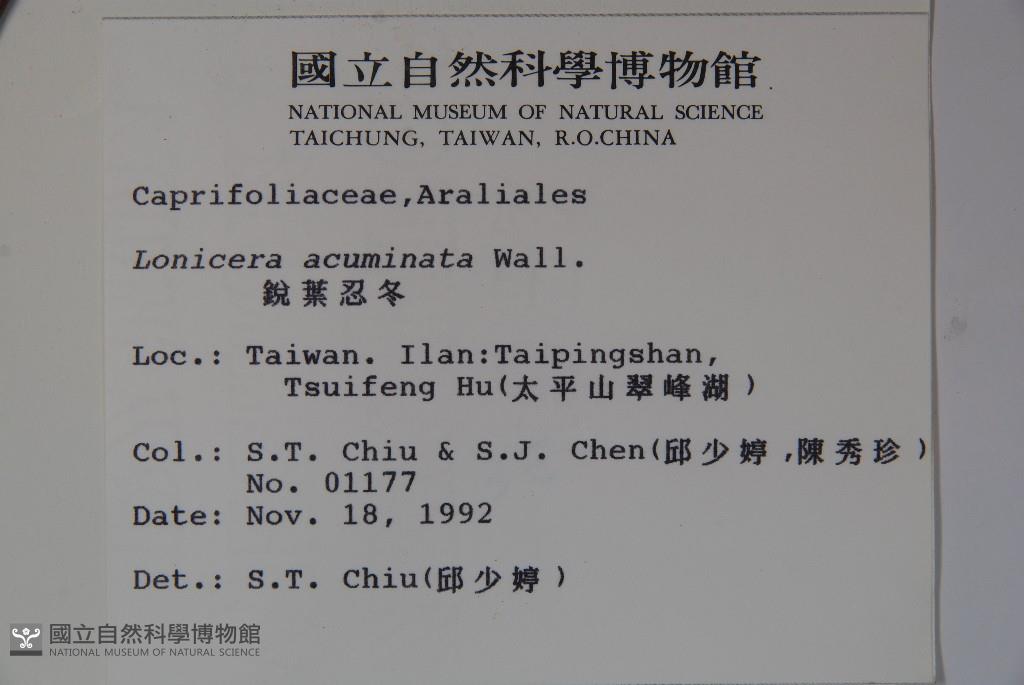 國立自然科學博物館
NATIONAL MUSEUM OF NATURAL SCIENCE
TAICHUNG, TAIWAN, R.O.CHINA
Caprifoliaceae,Araliales
Lonicera acuminata Wall.
銳葉忍冬
Loc.: Taiwan. Ilan:Taipingshan,
Tsuifeng Hu(太平山翠峰湖)
Col.: S.T. Chiu & S.J. Chen(邱少婷,陳秀珍)
No. 01177
Date: Nov. 18, 1992
Det.: S.T. Chiu(邱少婷)
國立自然科學博物館
NATIONAL MUSEUM OF NATURAL SCIENCE